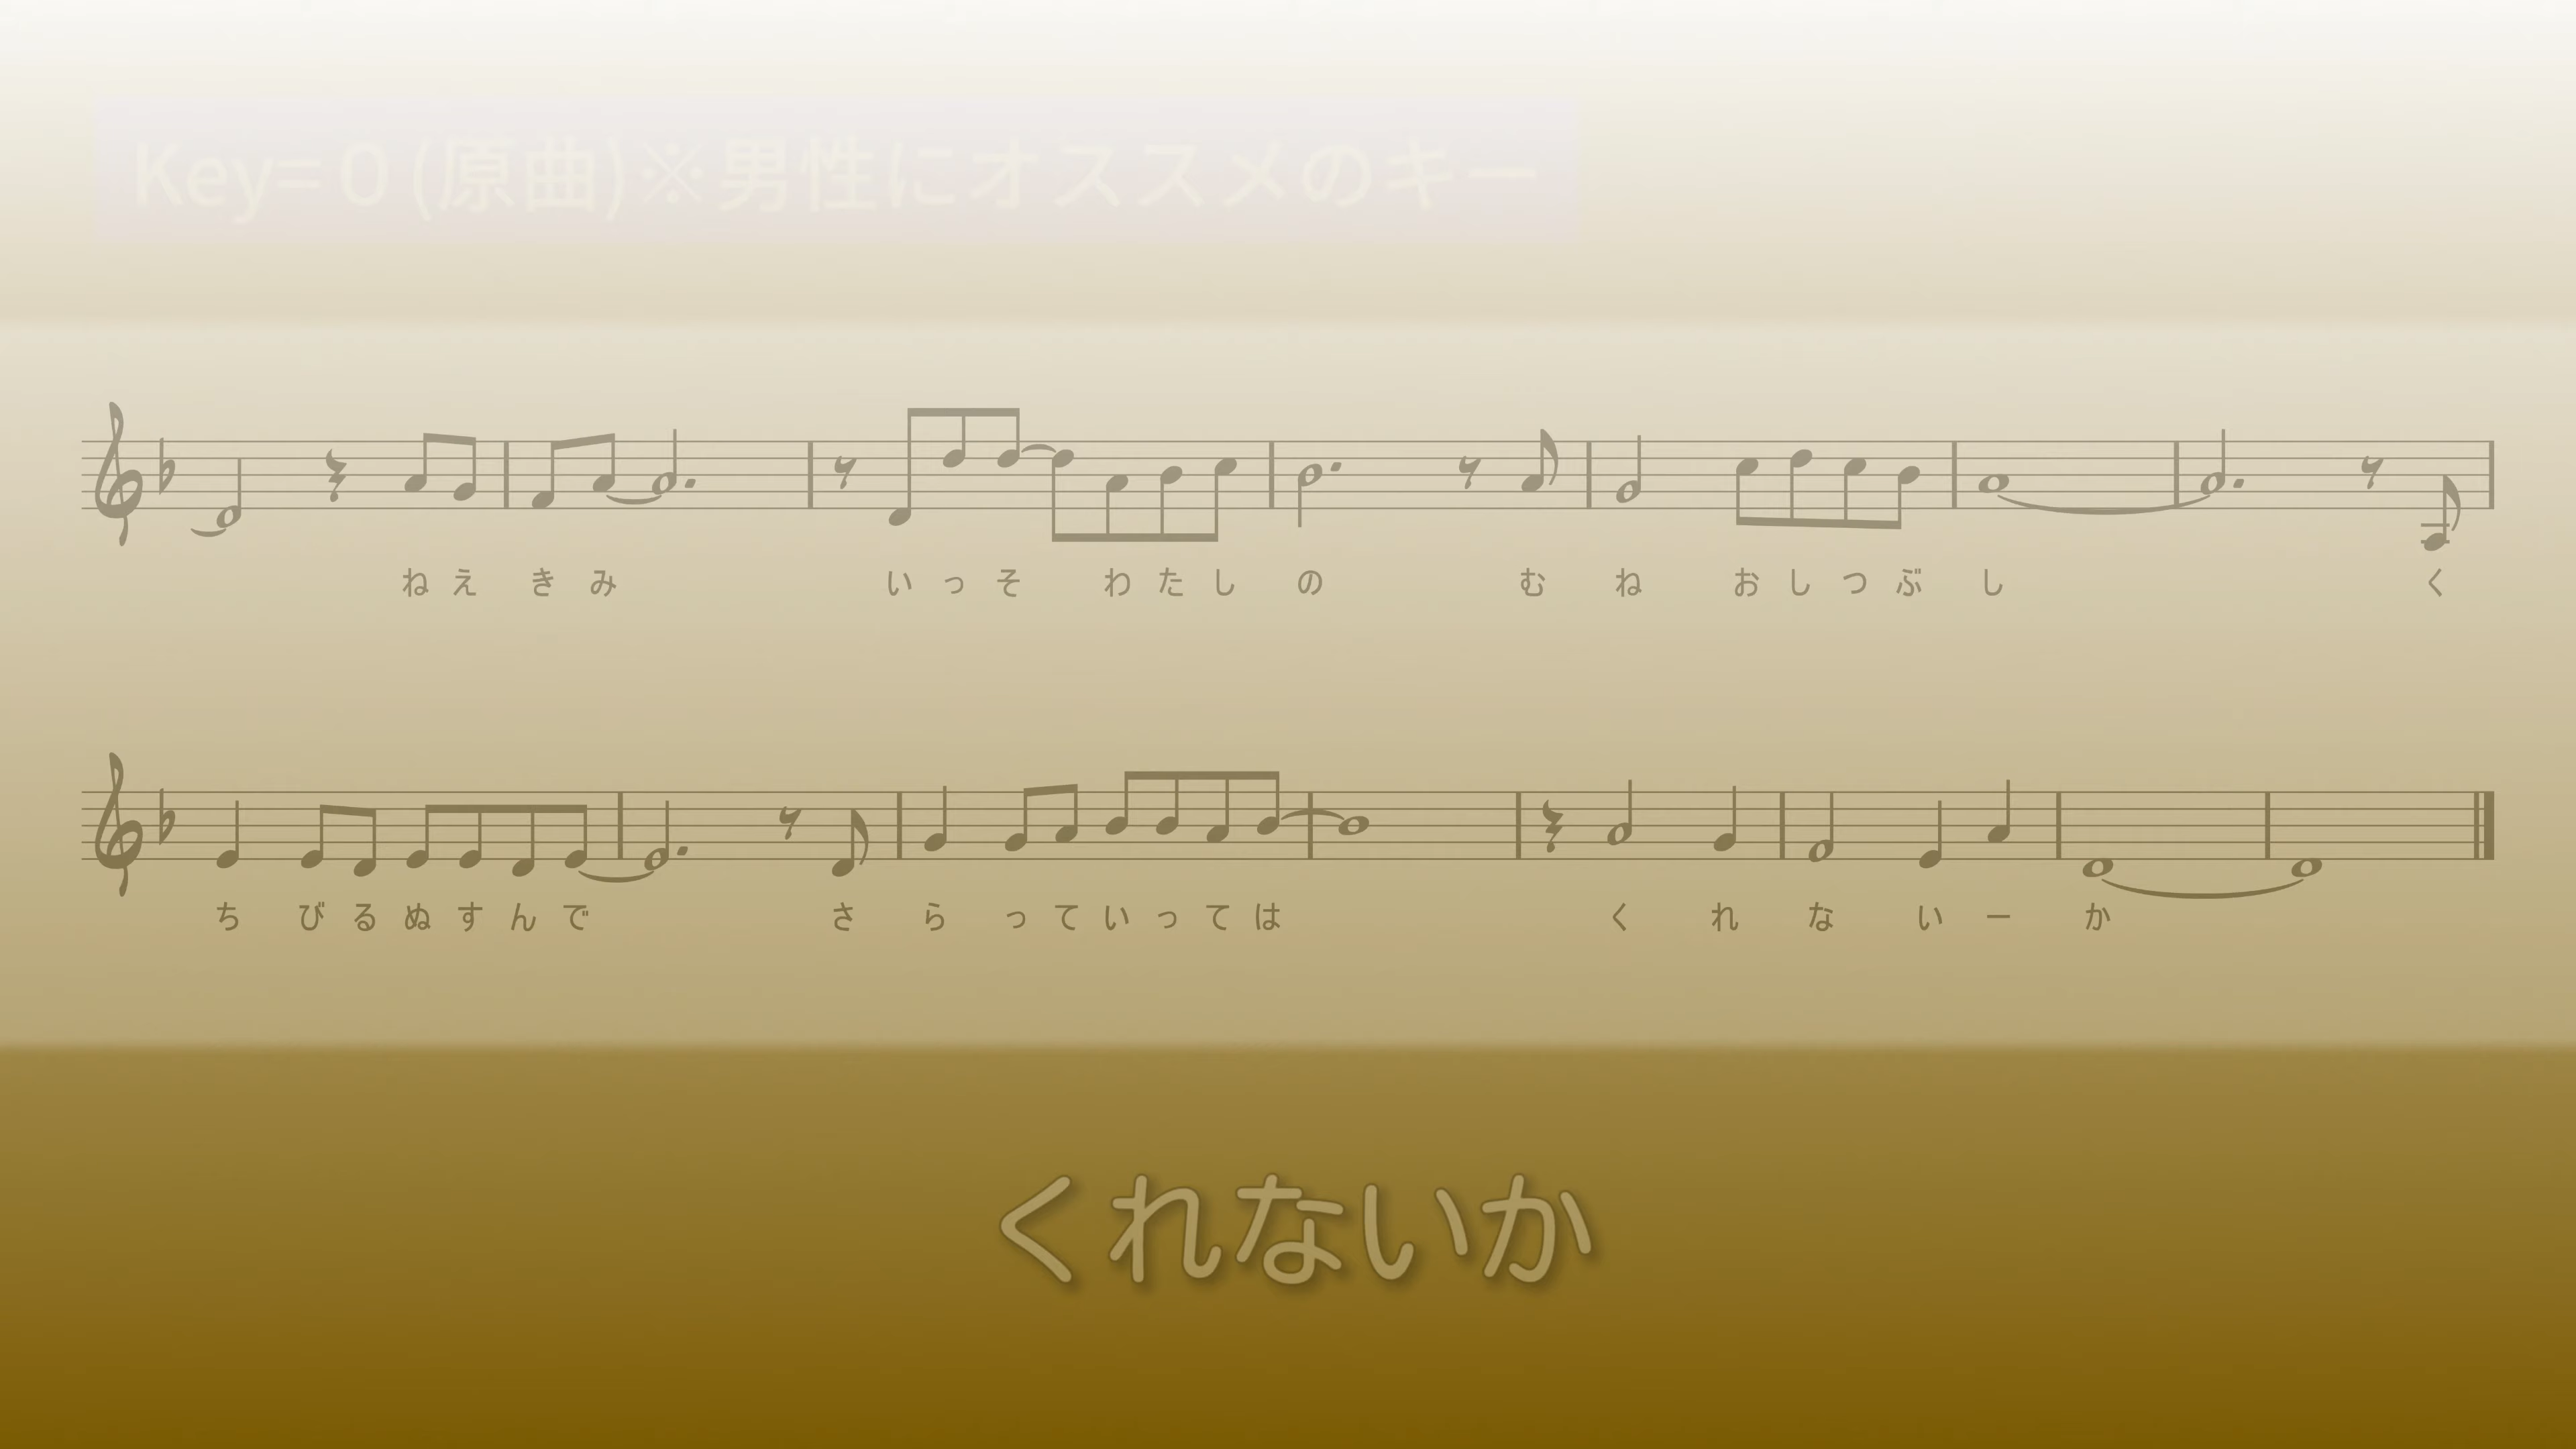 Key=０(原曲)※男性にオススメのキー
ねえきみ いっそ わたしの むねおしつぶし く
ちびるぬすんで さらっていっては くれないーか
くれないか